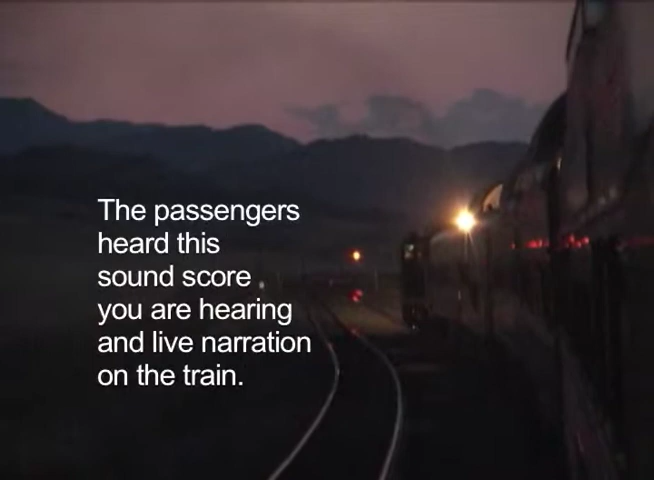 The passengers
heard this
sound score
you are hearing
and live narration
on the train.